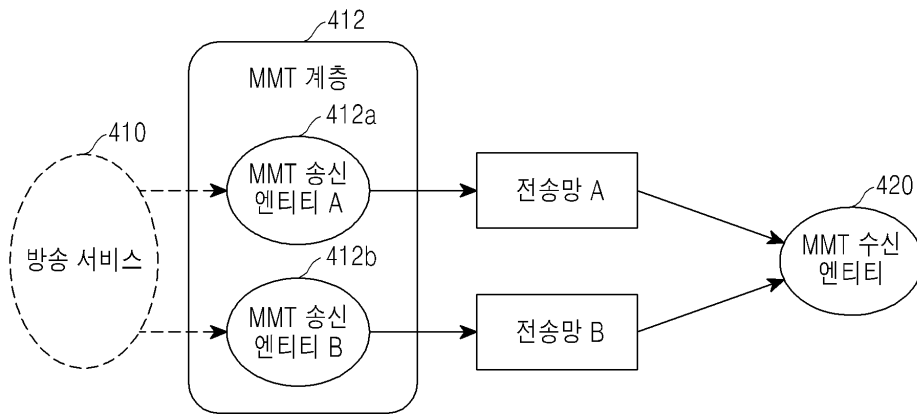 412
MMT 계층
412a
410
MMT 송신
엔티티 A
전송망 A
420
방송 서비스
MMT 수신
엔티티
412b
MMT 송신
엔티티 B
전송망 B